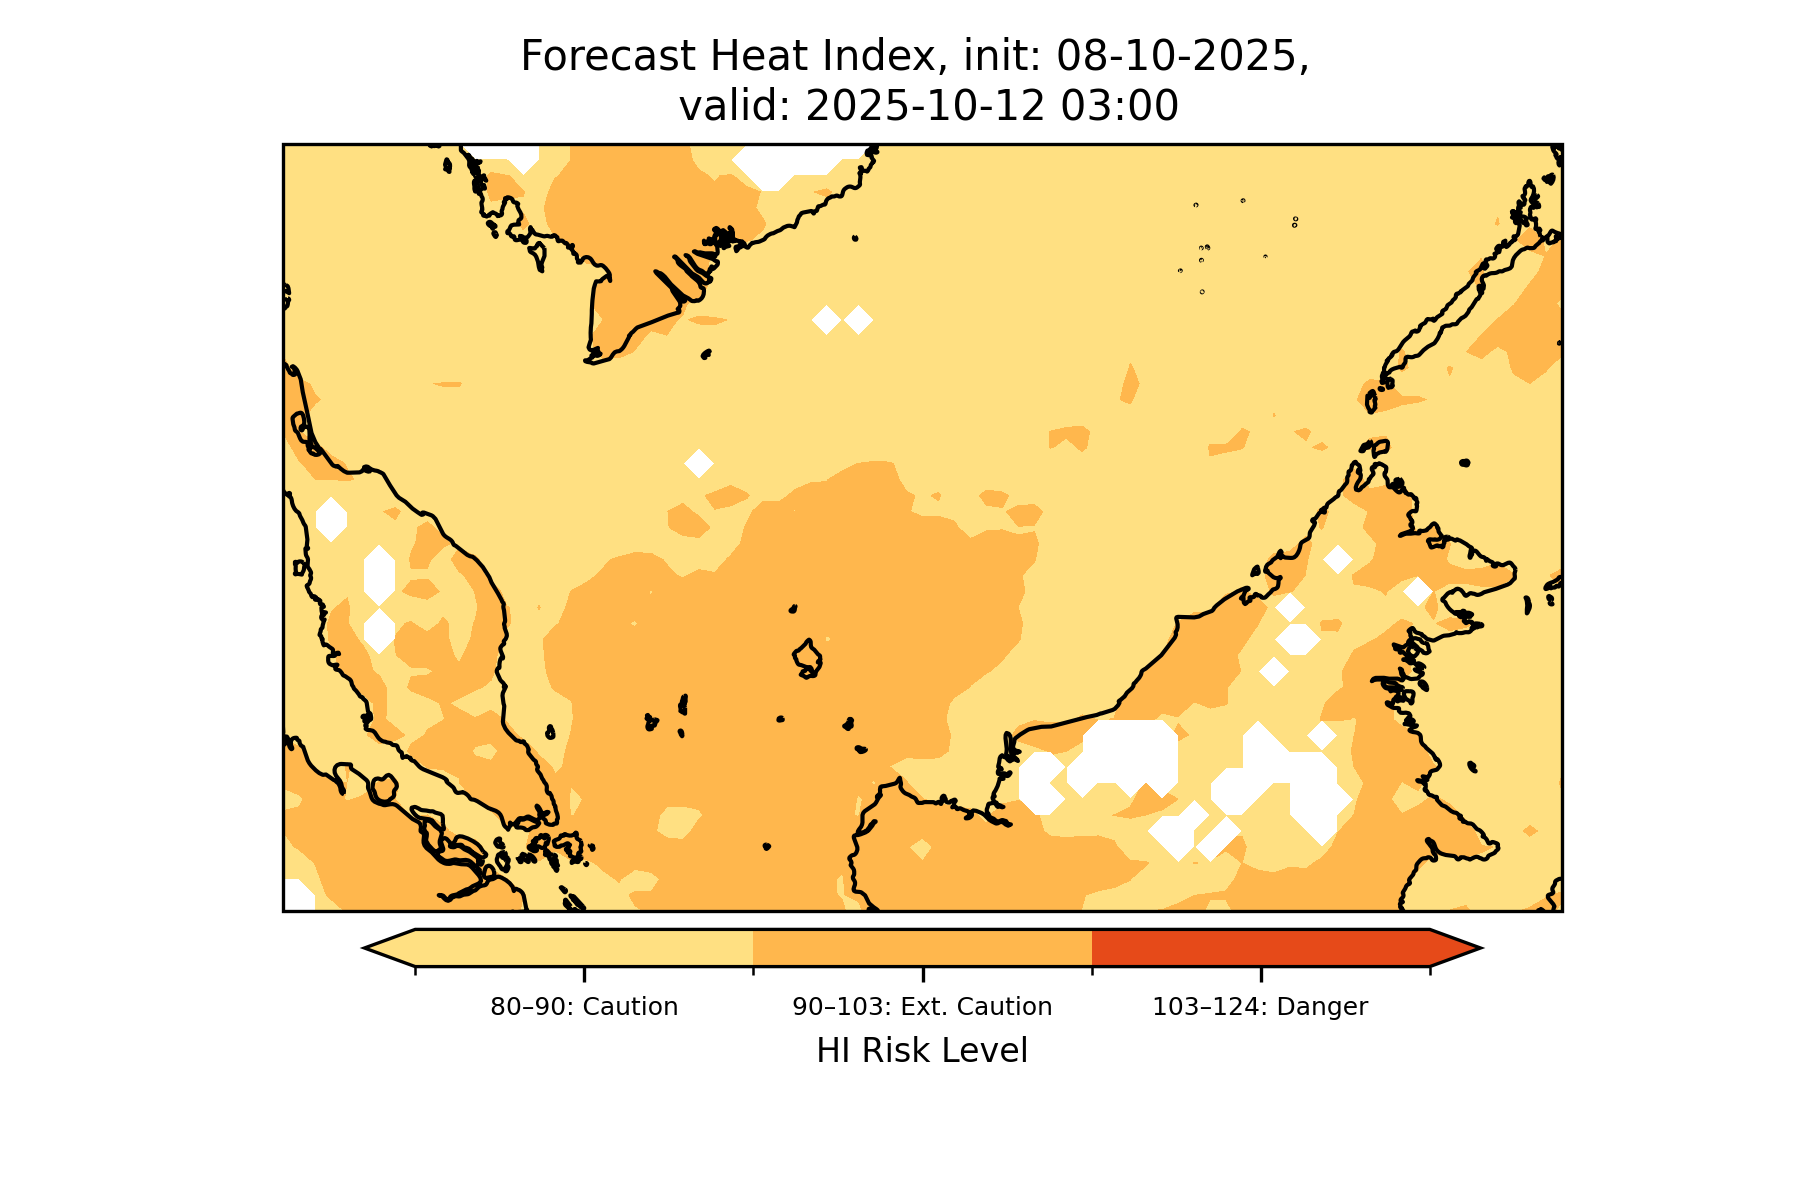 Forecast Heat Index, init: 08-10-2025,
valid: 2025-10-12 03:00
80–90: Caution
90–103: Ext. Caution
103–124: Danger
HI Risk Level